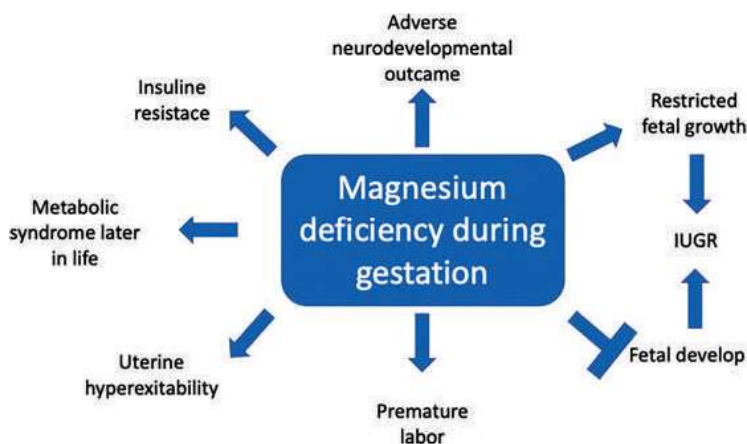 Adverse
neurodevelopmental
outcome
Insuline
resistace
Restricted
fetal growth
Magnesium
deficiency during
gestation
Metabolic
syndrome later
in life
IUGR
Uterine
hyperexitability
Fetal develop
Premature
labor